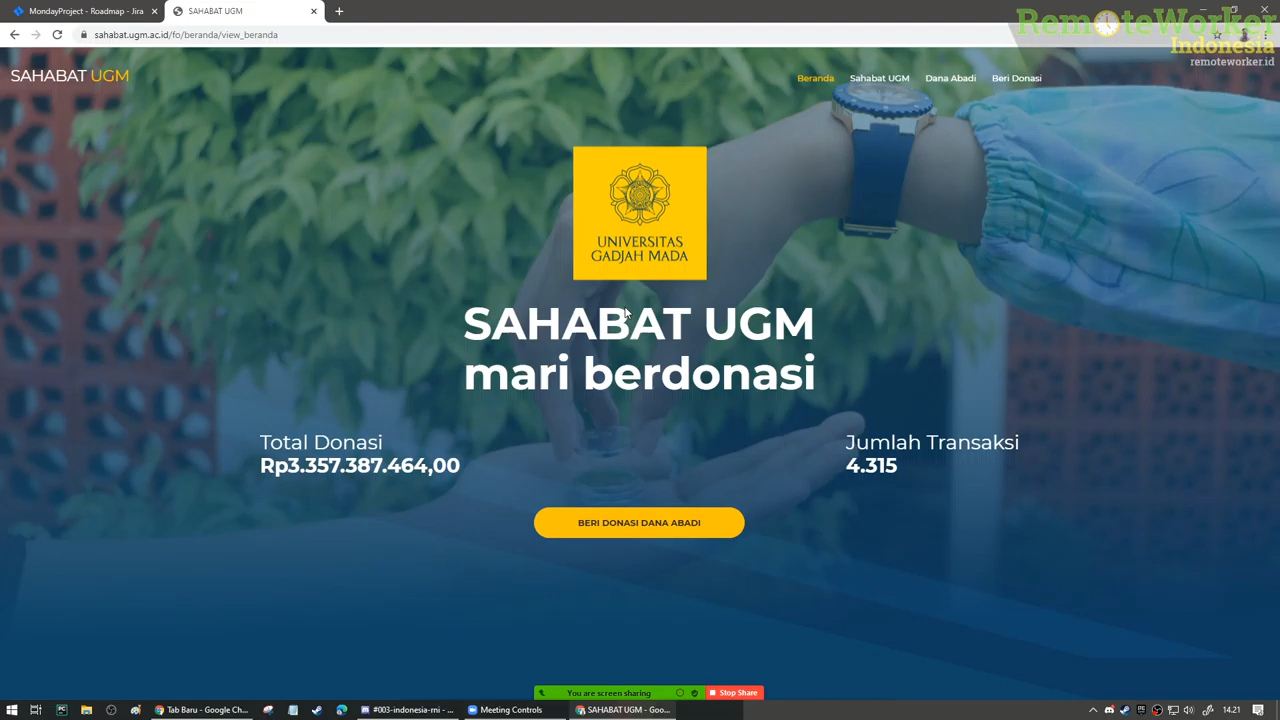 MondayProject - Roadmap - Jira
SAHABAT UGM
sahabat.ugm.ac.id/fo/beranda/view_beranda
RemoteWorker
Indonesia
remoteworker.id
SAHABAT UGM
Beranda
Sahabat UGM
Dana Abadi
Beri Donasi
UNIVERSITAS
GADJAH MADA
SAHABAT UGM
mari berdonasi
Total Donasi
Rp3.357.387.464,00
Jumlah Transaksi
4.315
BERI DONASI DANA ABADI
You are screen sharing
Stop Share
Tab Baru - Google Ch...
#003-indonesia-rni - ...
Meeting Controls
SAHABAT UGM - Goo...
14.21